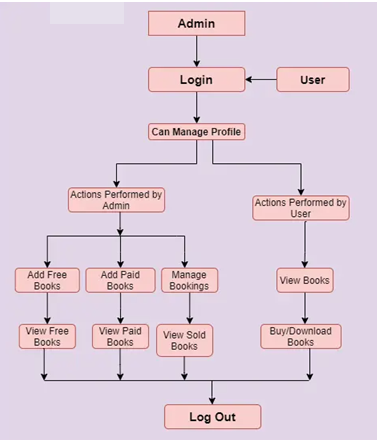 Admin
Login
User
Can Manage Profile
Actions Performed by
Admin
Actions Performed by
User
Add Free
Books
Add Paid
Books
Manage
Bookings
View Books
View Free
Books
View Paid
Books
View Sold
Books
Buy/Download
Books
Log Out